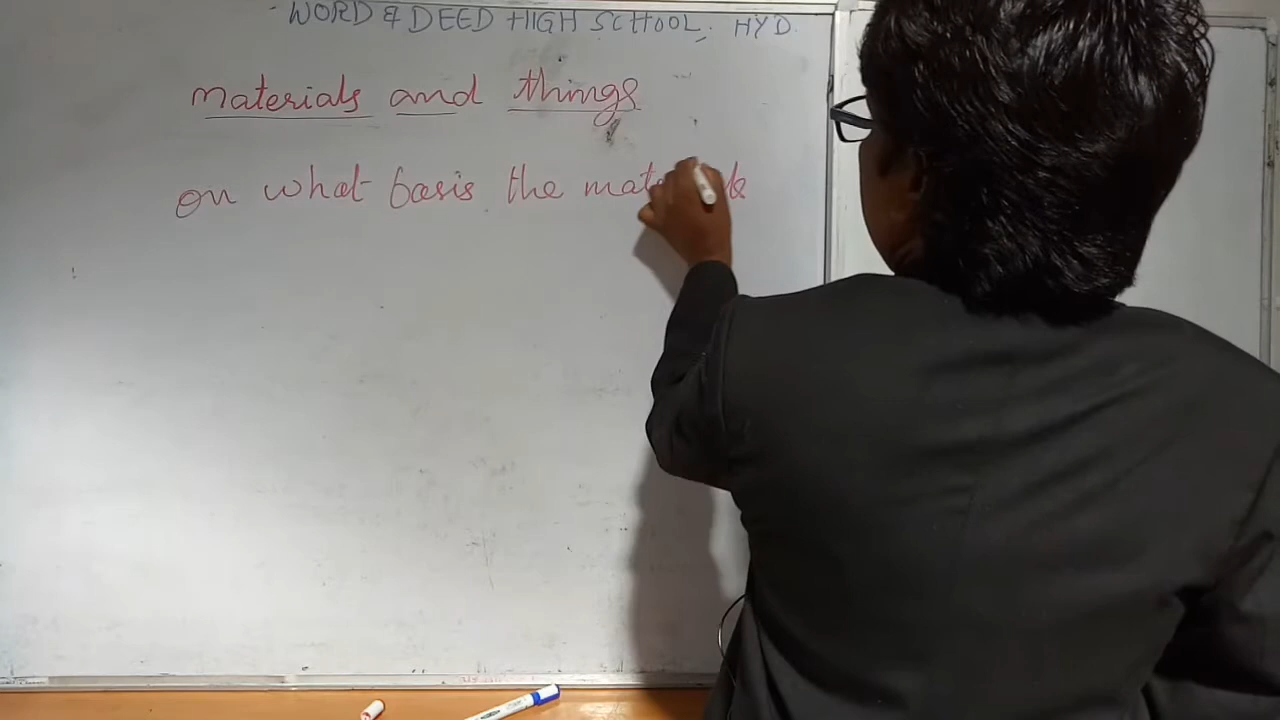 WORD & DEED HIGH SCHOOL, HYD.
materials and things
on what basis the